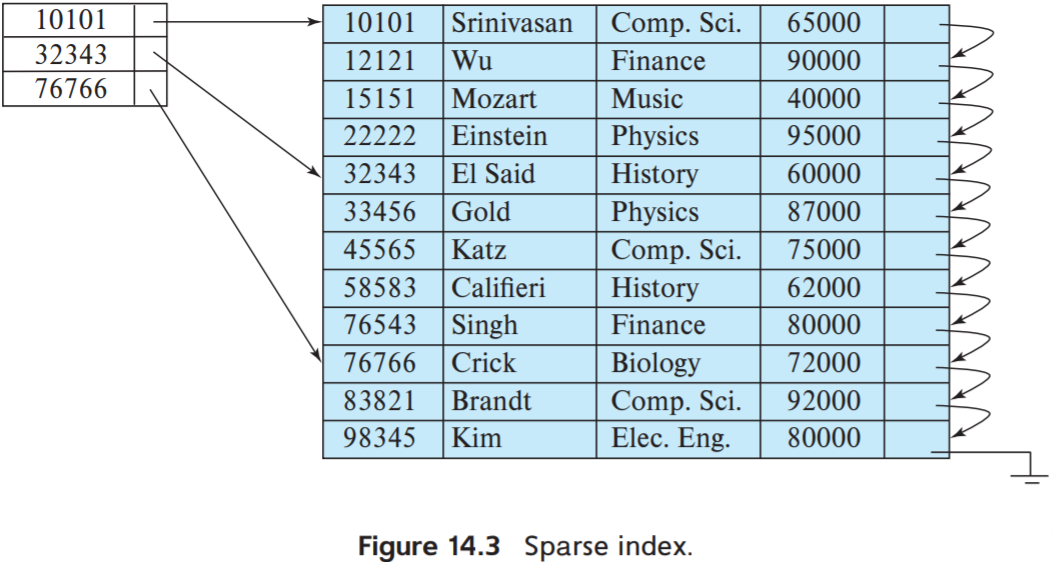 10101
32343
76766
10101 Srinivasan Comp. Sci. 65000
12121 Wu Finance 90000
15151 Mozart Music 40000
22222 Einstein Physics 95000
32343 El Said History 60000
33456 Gold Physics 87000
45565 Katz Comp. Sci. 75000
58583 Califieri History 62000
76543 Singh Finance 80000
76766 Crick Biology 72000
83821 Brandt Comp. Sci. 92000
98345 Kim Elec. Eng. 80000
Figure 14.3 Sparse index.